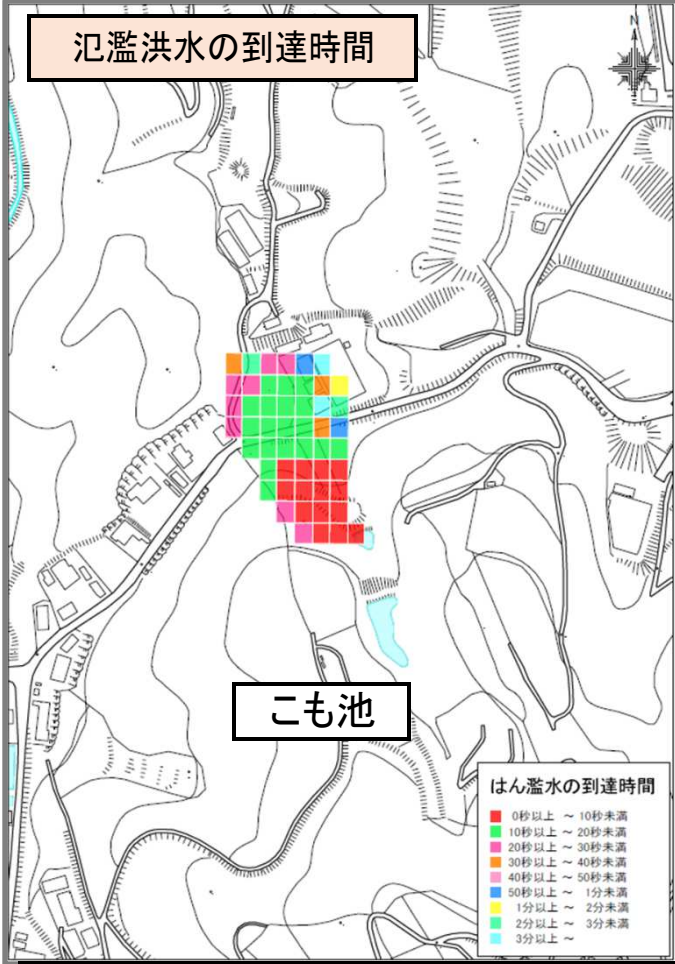 氾濫洪水の到達時間
N
こも池
はん濫水の到達時間
0秒以上 ～ 10秒未満
10秒以上 ～ 20秒未満
20秒以上 ～ 30秒未満
30秒以上 ～ 40秒未満
40秒以上 ～ 50秒未満
50秒以上 ～ 1分未満
1分以上 ～ 2分未満
2分以上 ～ 3分未満
3分以上 ～